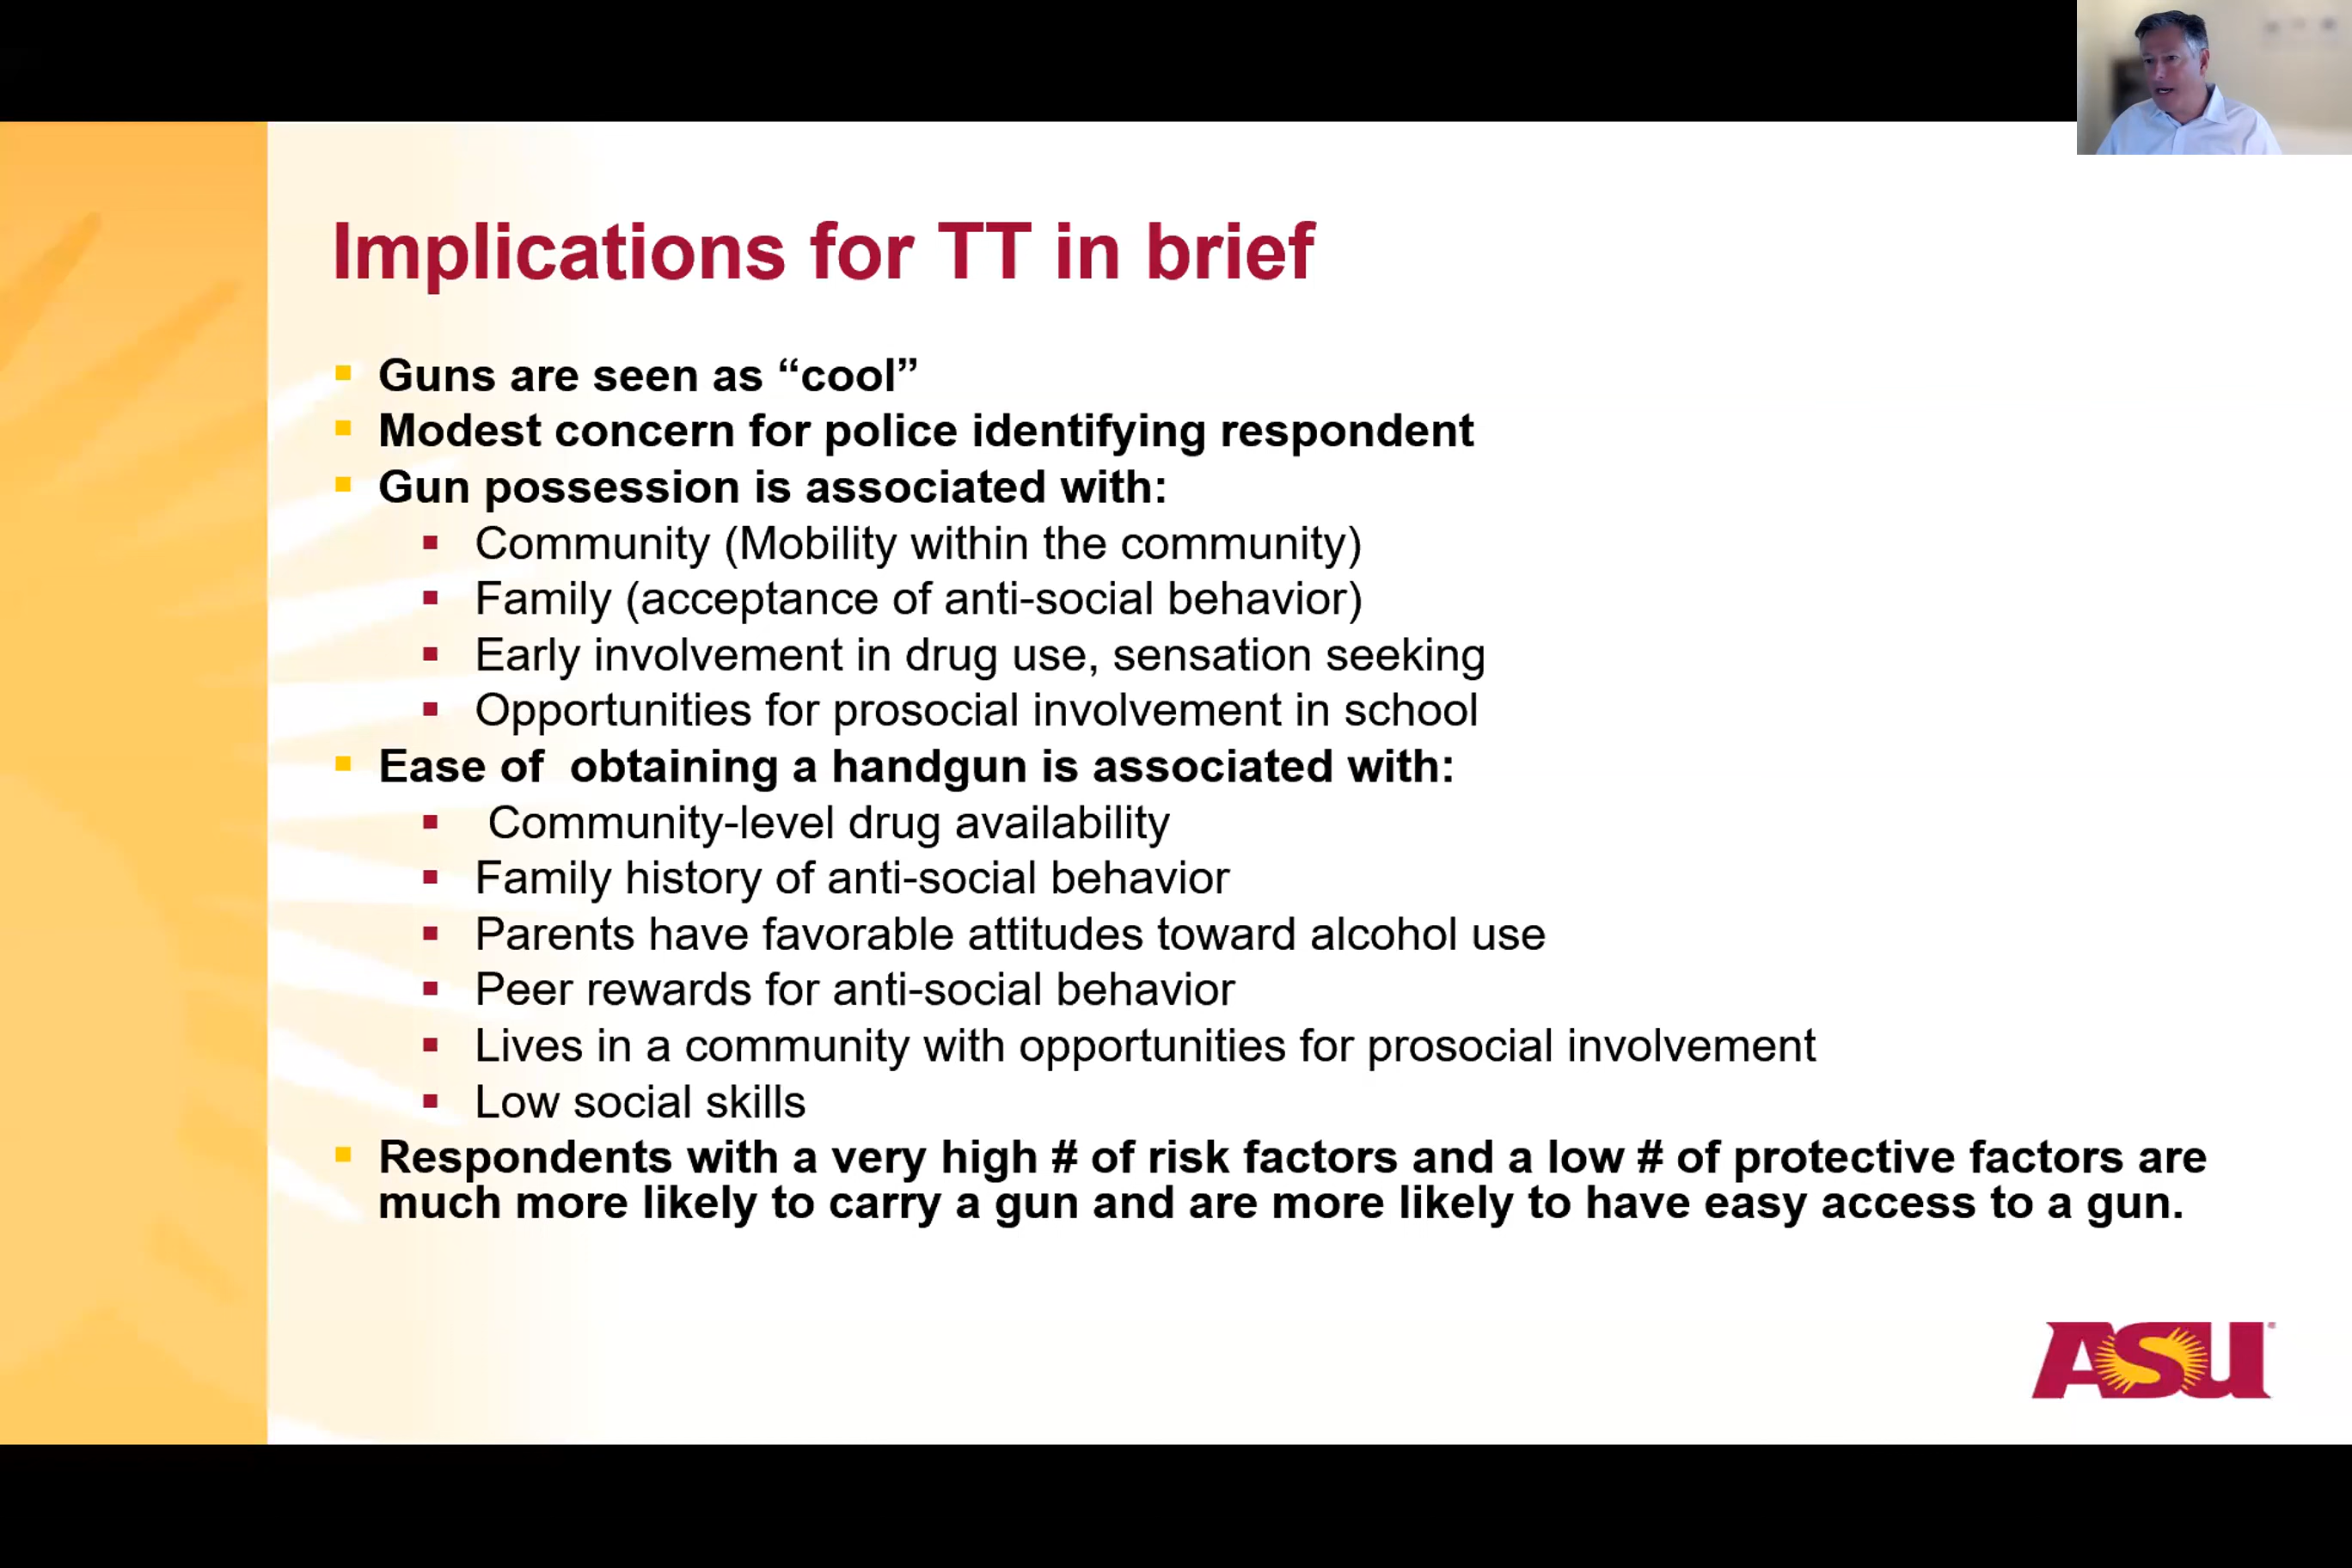 Implications for TT in brief
Guns are seen as “cool”
Modest concern for police identifying respondent
Gun possession is associated with:
Community (Mobility within the community)
Family (acceptance of anti-social behavior)
Early involvement in drug use, sensation seeking
Opportunities for prosocial involvement in school
Ease of  obtaining a handgun is associated with:
Community-level drug availability
Family history of anti-social behavior
Parents have favorable attitudes toward alcohol use
Peer rewards for anti-social behavior
Lives in a community with opportunities for prosocial involvement
Low social skills
Respondents with a very high # of risk factors and a low # of protective factors are
much more likely to carry a gun and are more likely to have easy access to a gun.
ASU